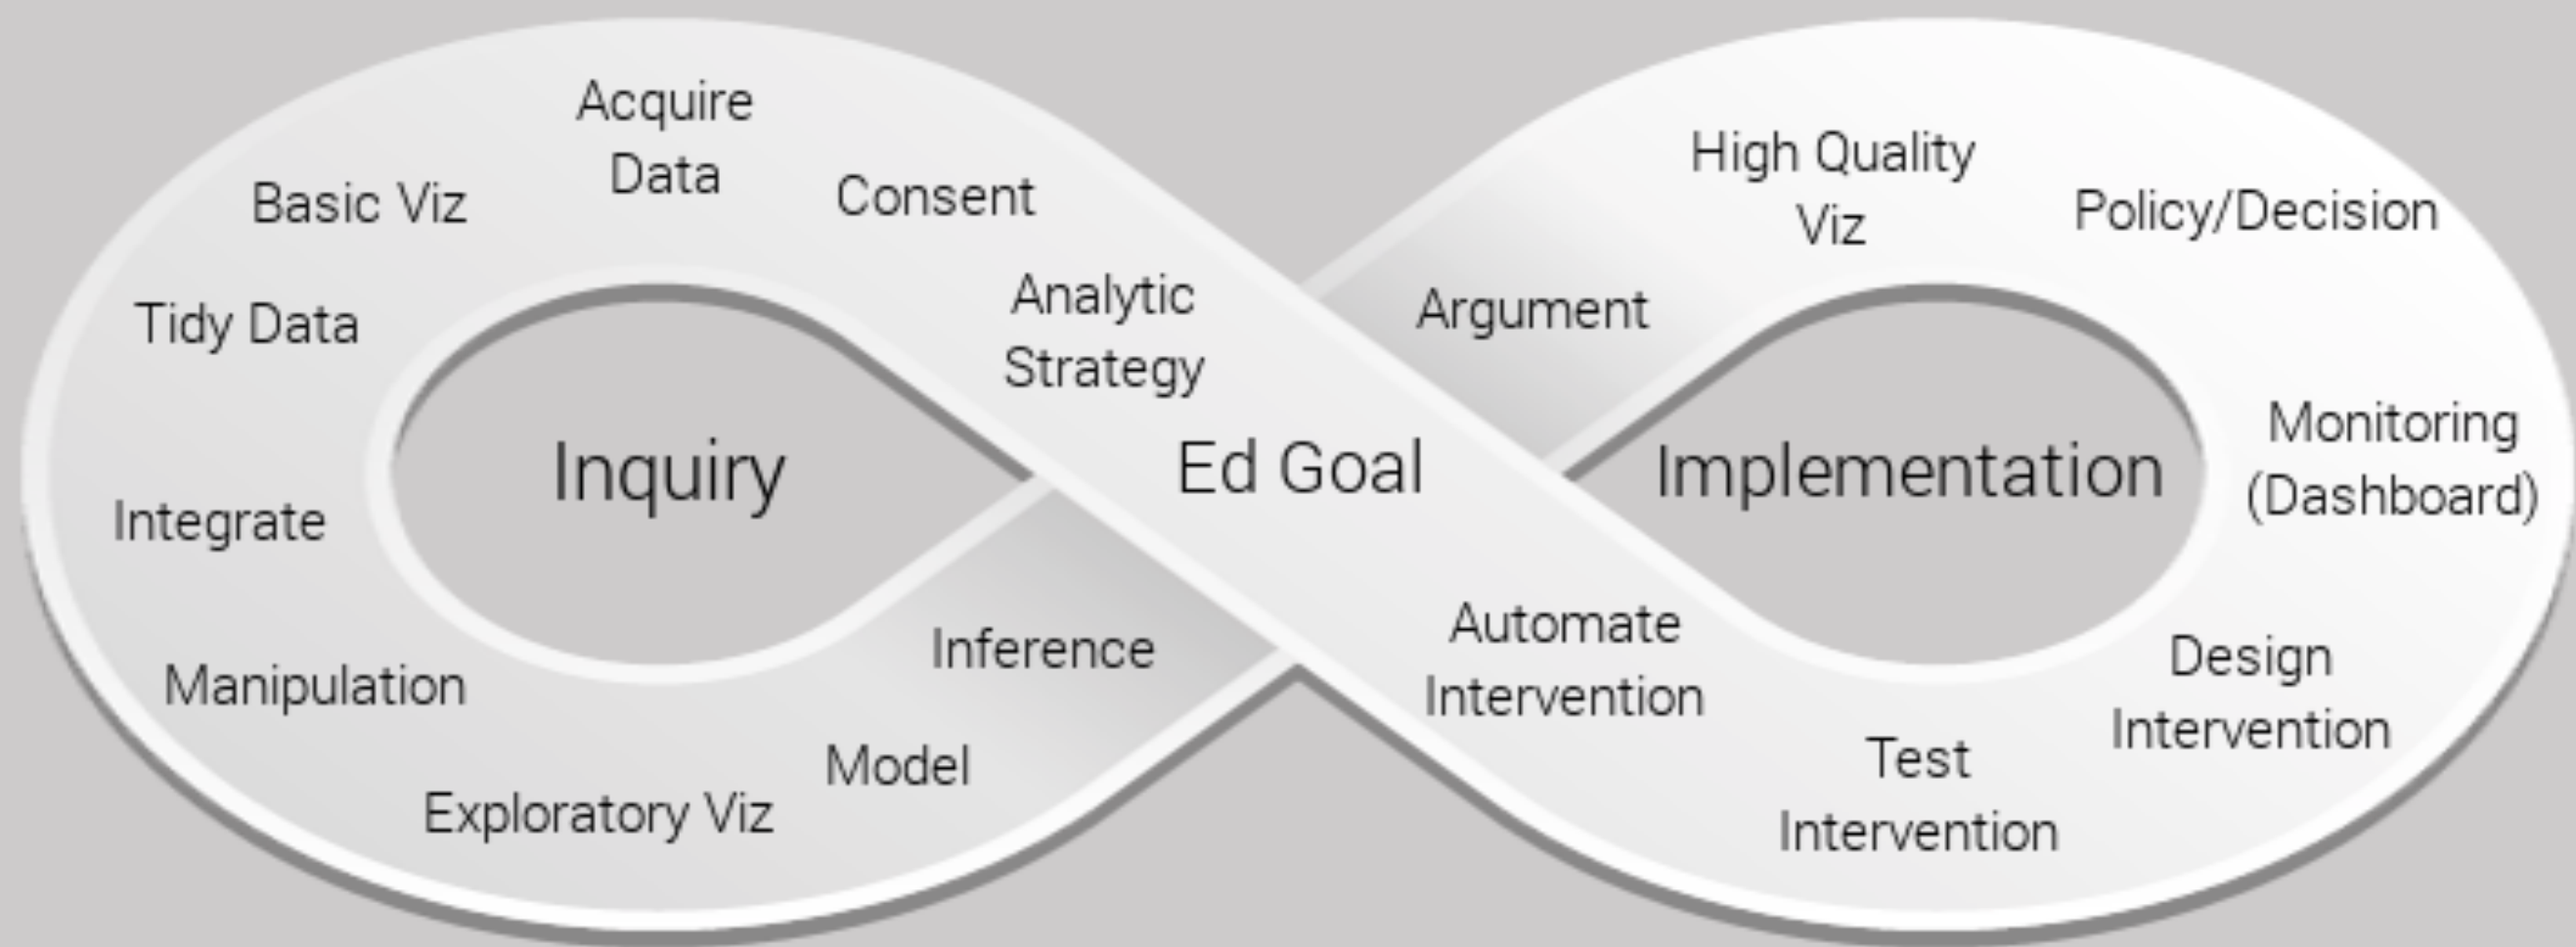 Acquire
Data
Basic Viz
Consent
Tidy Data
Analytic
Strategy
Integrate
Inquiry
Ed Goal
Manipulation
Inference
Model
Exploratory Viz
High Quality
Viz
Policy/Decision
Argument
Implementation
Monitoring
(Dashboard)
Automate
Intervention
Design
Intervention
Test
Intervention